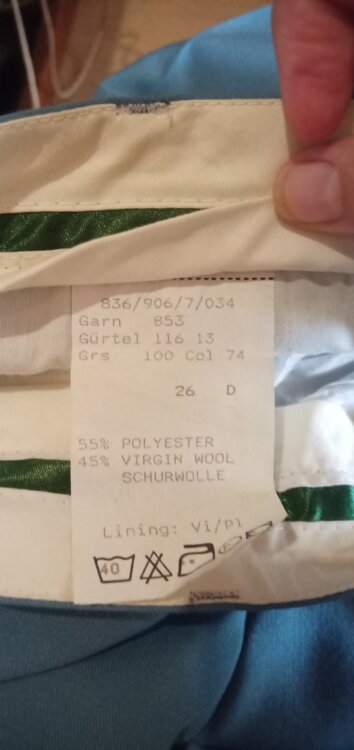 836/906/7/034
Garn 853
Gürtel 116 13
Grs 100 Col 74
26 D
55% POLYESTER
45% VIRGIN WOOL
SCHURWOLLE
Lining: Vi/Pl
40